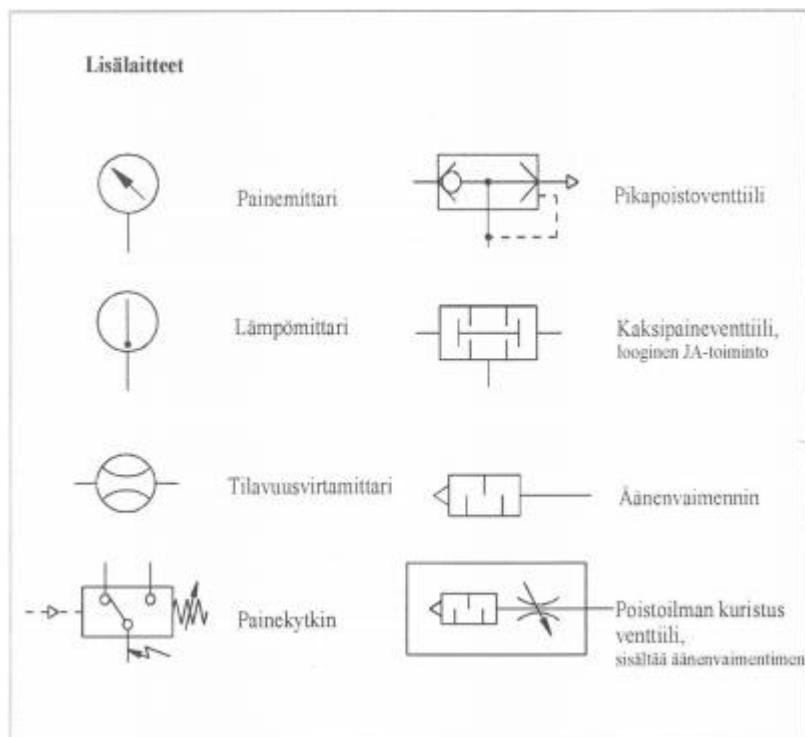 Lisälaitteet
Painemittari
Pikapoistoventtiili
Lämpömittari
Kaksipaineventtiili,
looginen JA-toiminto
Tilavuusvirtamittari
Äänenvaimennin
Painekytkin
Poistoilman kuristus
venttiili,
sisältää äänenvaimentimen